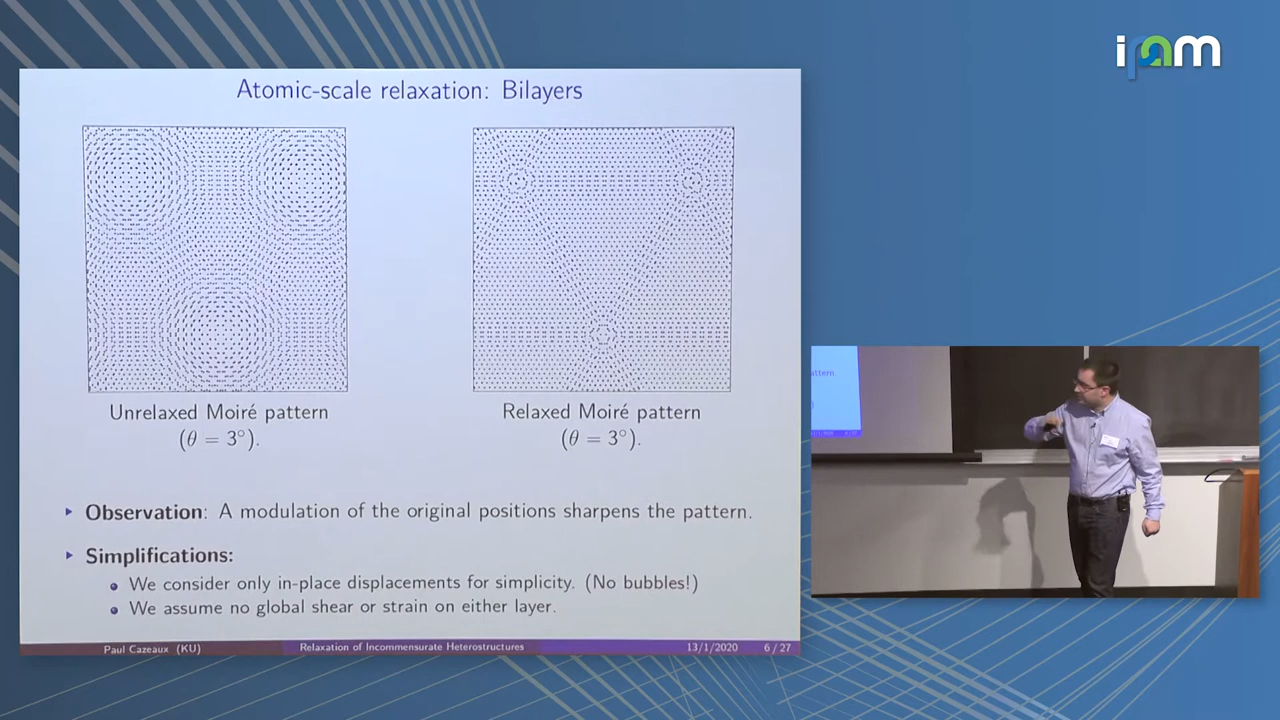 ipam
Atomic-scale relaxation: Bilayers
Unrelaxed Moiré pattern
(θ = 3°).
Relaxed Moiré pattern
(θ = 3°).
Observation: A modulation of the original positions sharpens the pattern.
Simplifications:
We consider only in-place displacements for simplicity. (No bubbles!)
We assume no global shear or strain on either layer.
Paul Cazeaux (KU)
Relaxation of Incommensurate Heterostructures
13/1/2020
6 / 27
attern.